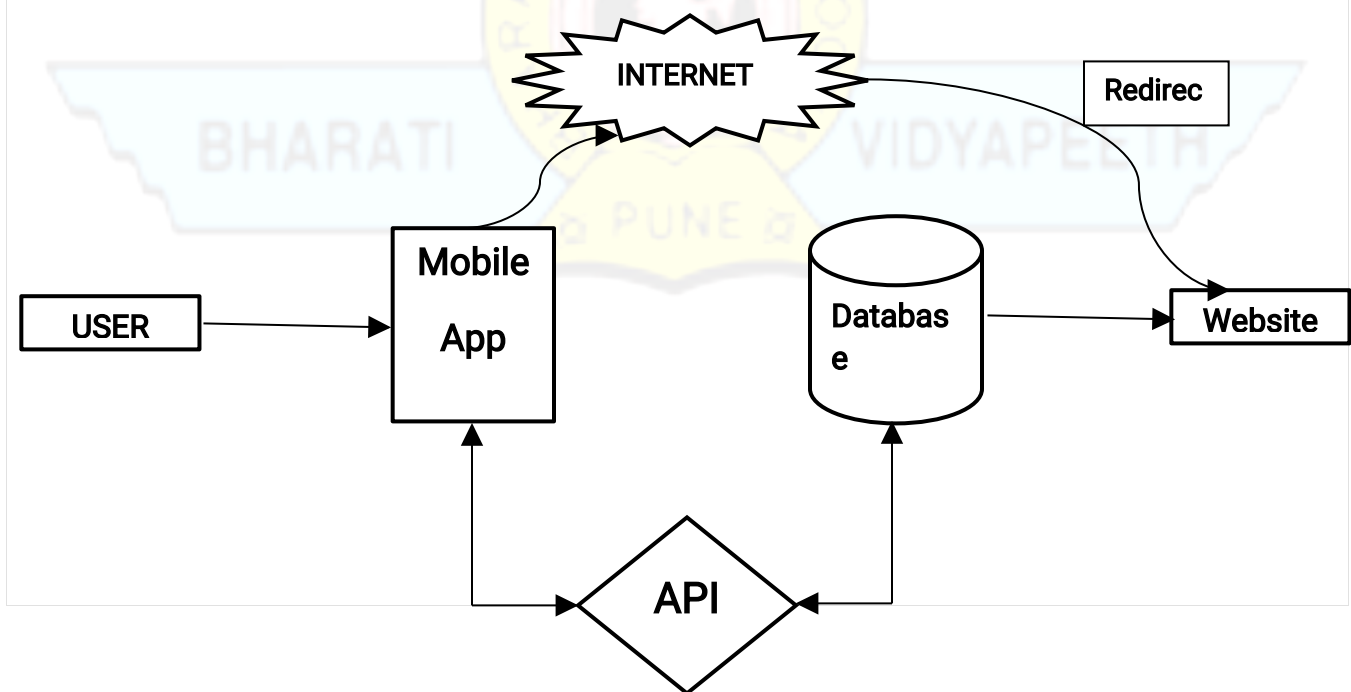 INTERNET
Redirec
BHARATI
VIDYAPEETH
PUNE
Mobile
App
USER
Databas
e
Website
API